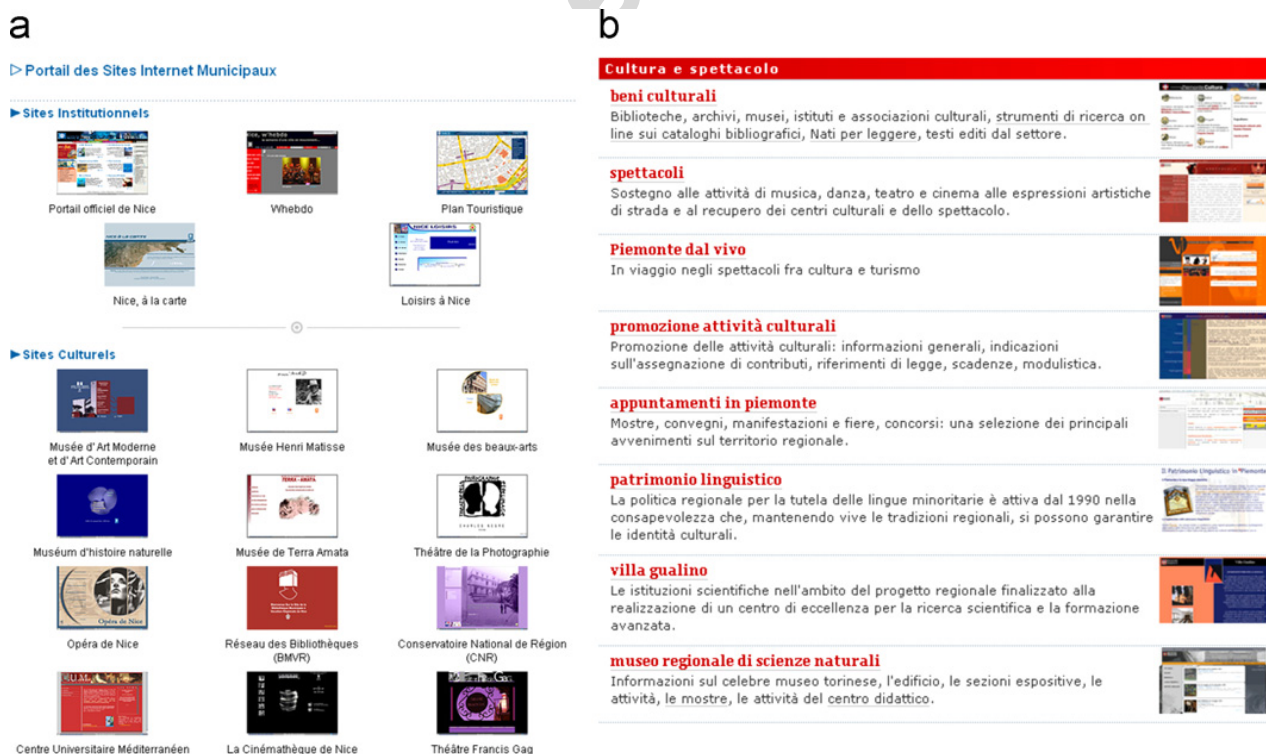 a
▷ Portail des Sites Internet Municipaux
►Sites Institutionnels
Portail officiel de Nice
Whebdo
Plan Touristique
NICE LOISIRS
Nice, à la carte
Loisirs à Nice
►Sites Culturels
Musée d'Art Moderne
et d'Art Contemporain
Musée Henri Matisse
Musée des beaux-arts
TERRA-AMATA
Muséum d'histoire naturelle
Musée de Terra Amata
Théâtre de la Photographie
Opéra de Nice
Opéra de Nice
Réseau des Bibliothèques
(BMVR)
Conservatoire National de Région
(CNR)
Centre Universitaire Méditerranéen
La Cinémathèque de Nice
Théâtre Francis Gag
b
Cultura e spettacolo
beni culturali
Biblioteche, archivi, musei, istituti e associazioni culturali, strumenti di ricerca on
line sui cataloghi bibliografici, Nati per leggere, testi editi dal settore.
spettacoli
Sostegno alle attività di musica, danza, teatro e cinema alle espressioni artistiche
di strada e al recupero dei centri culturali e dello spettacolo.
Piemonte dal vivo
In viaggio negli spettacoli fra cultura e turismo
promozione attività culturali
Promozione delle attività culturali: informazioni generali, indicazioni
sull'assegnazione di contributi, riferimenti di legge, scadenze, modulistica.
appuntamenti in piemonte
Mostre, convegni, manifestazioni e fiere, concorsi: una selezione dei principali
avvenimenti sul territorio regionale.
patrimonio linguistico
La politica regionale per la tutela delle lingue minoritarie è attiva dal 1990 nella
consapevolezza che, mantenendo vive le tradizioni regionali, si possono garantire
le identità culturali.
Il Patrimonio Linguistico in Piemonte
villa gualino
Le istituzioni scientifiche nell'ambito del progetto regionale finalizzato alla
realizzazione di un centro di eccellenza per la ricerca scientifica e la formazione
avanzata.
museo regionale di scienze naturali
Informazioni sul celebre museo torinese, l'edificio, le sezioni espositive, le
attività, le mostre, le attività del centro didattico.